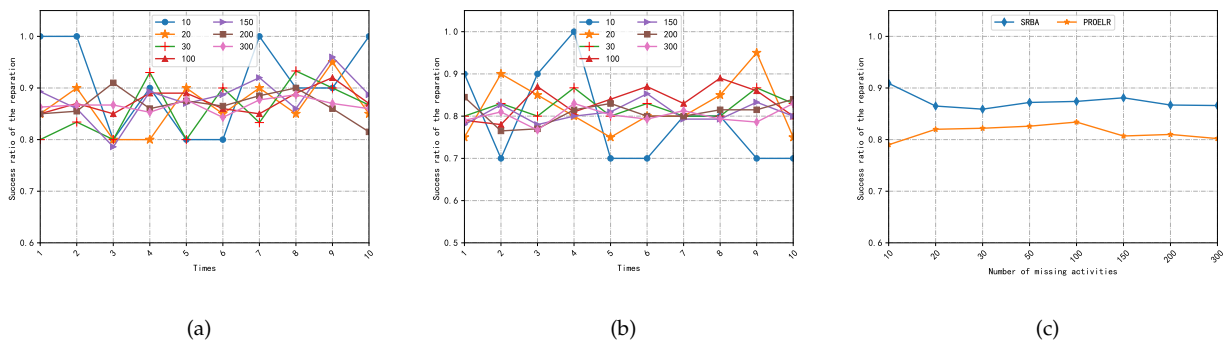 10 150
20 200
30 300
100
Success ratio of the reparation
1.0
0.9
0.8
0.7
0.6
1 2 3 4 5 6 7 8 9 10
Times
(a)
10 150
20 200
30 300
100
Success ratio of the reparation
1.0
0.9
0.8
0.7
0.6
0.5
1 2 3 4 5 6 7 8 9 10
Times
(b)
SRBA PROELR
Success ratio of the reparation
1.0
0.9
0.8
0.7
0.6
10 20 30 50 100 150 200 300
Number of missing activities
(c)